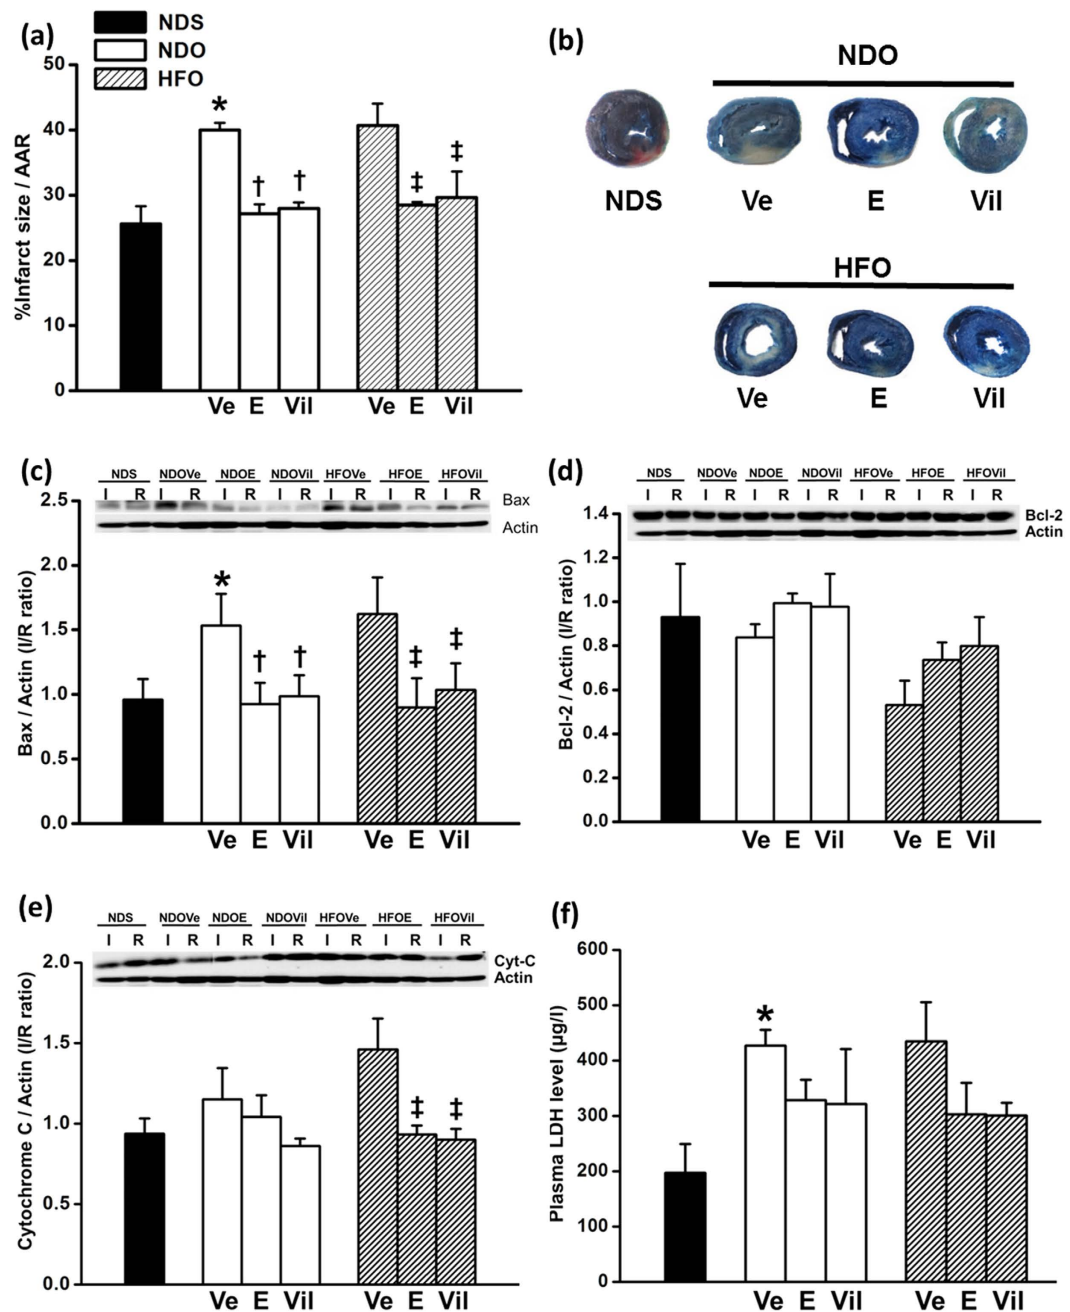 (a)
NDS
NDO
HFO
%Infarct size / AAR
50
40
30
20
10
0
*
†
†
‡
‡
Ve E Vil Ve E Vil
(b)
NDO
NDS Ve E Vil
HFO
Ve E Vil
(c)
NDS NDOVe NDOE NDOVil HFOVe HFOE HFOVil
I R I R I R I R I R I R I R
Bax
Actin
Bax / Actin (I/R ratio)
2.5
2.0
1.5
1.0
0.5
0.0
*
†
†
‡
‡
Ve E Vil Ve E Vil
(d)
NDS NDOVe NDOE NDOVil HFOVe HFOE HFOVil
I R I R I R I R I R I R I R
Bcl-2
Actin
Bcl-2 / Actin (I/R ratio)
1.4
1.2
1.0
0.8
0.6
0.4
0.2
0.0
Ve E Vil Ve E Vil
(e)
NDS NDOVe NDOE NDOVil HFOVe HFOE HFOVil
I R I R I R I R I R I R I R
Cyt-C
Actin
Cytochrome C / Actin (I/R ratio)
2.0
1.5
1.0
0.5
0.0
‡
‡
Ve E Vil Ve E Vil
(f)
Plasma LDH level (µg/l)
600
500
400
300
200
100
0
*
Ve E Vil Ve E Vil